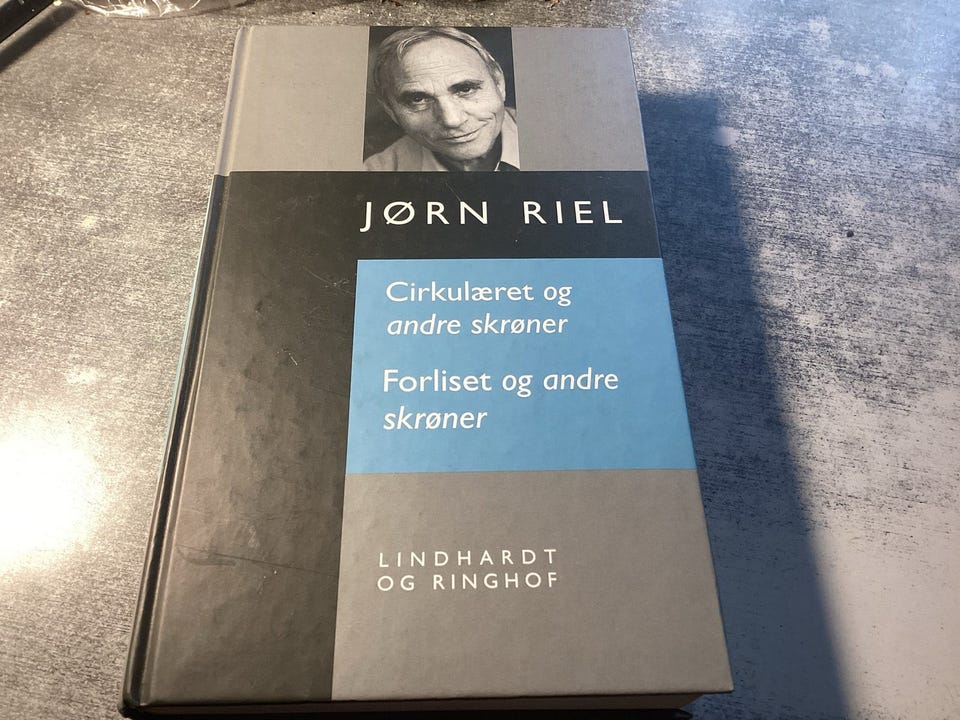 JØRN RIEL
Cirkulæret og
andre skrøner
Forliset og andre
skrøner
LINDHARDT
OG RINGHOF